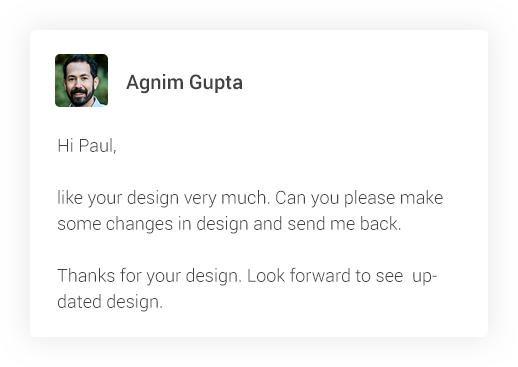 Agnim Gupta
Hi Paul,
like your design very much. Can you please make
some changes in design and send me back.
Thanks for your design. Look forward to see  up-
dated design.